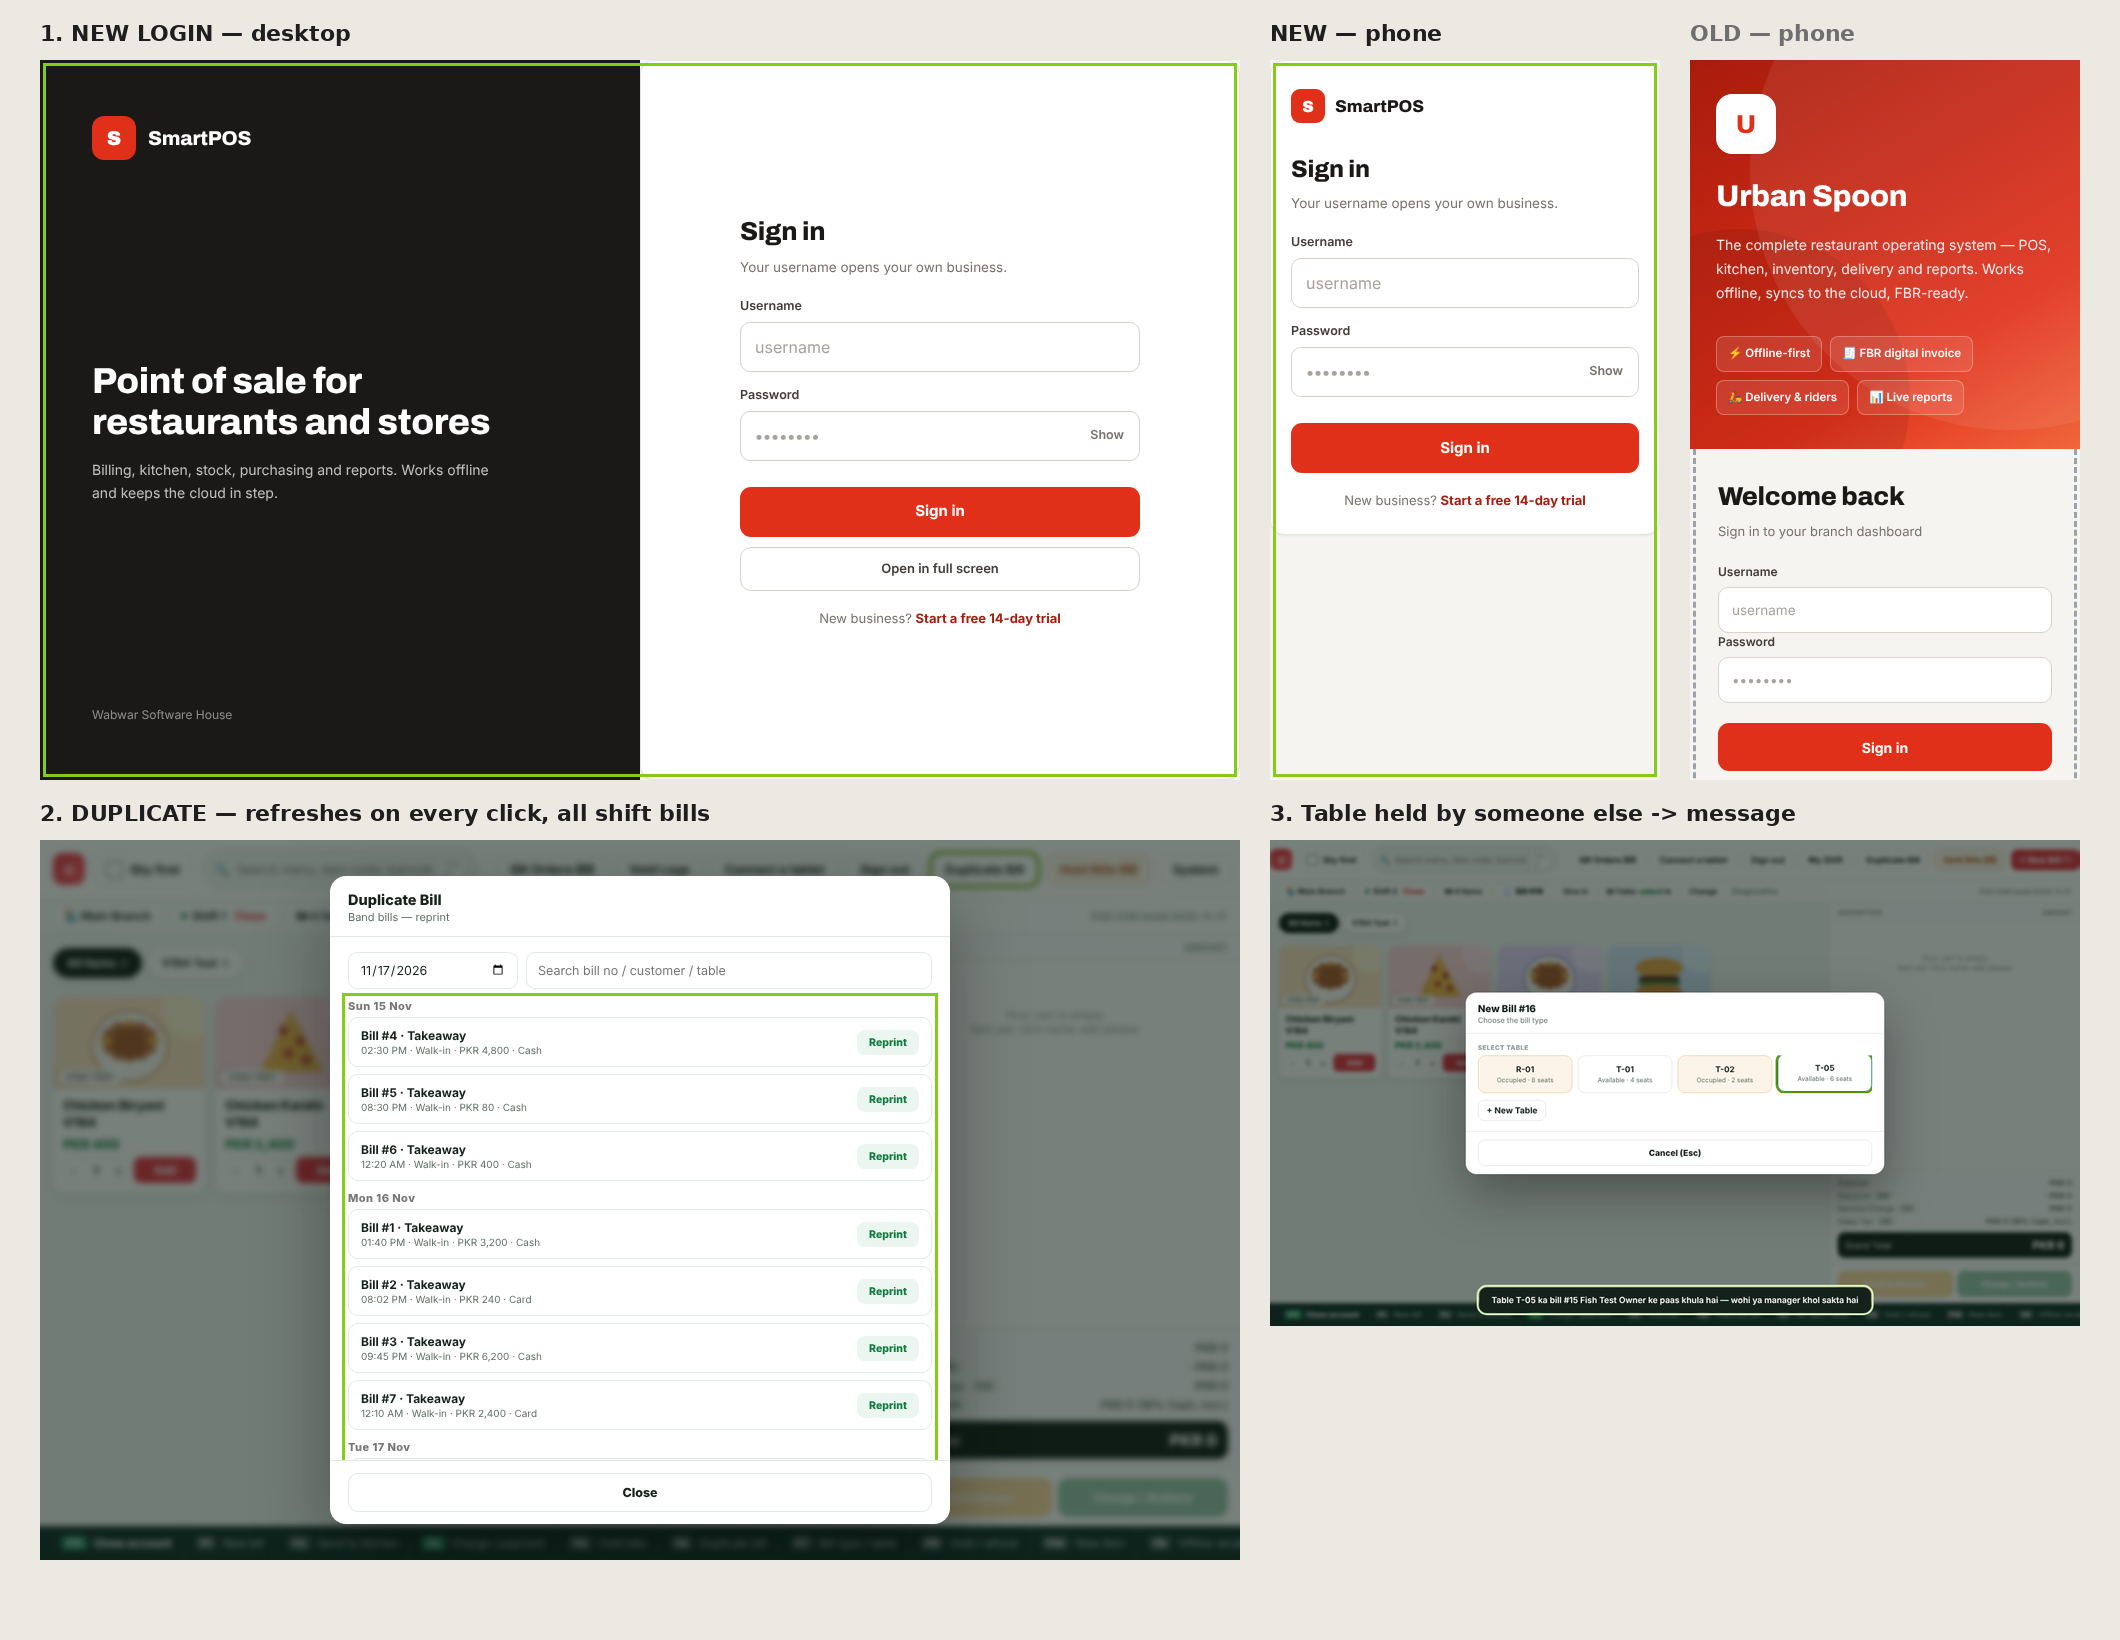 1. NEW LOGIN — desktop
S SmartPOS
Point of sale for
restaurants and stores
Billing, kitchen, stock, purchasing and reports. Works offline
and keeps the cloud in step.
Wabwar Software House
Sign in
Your username opens your own business.
Username
username
Password
Show
Sign in
Open in full screen
New business? Start a free 14-day trial
NEW — phone
S SmartPOS
Sign in
Your username opens your own business.
Username
username
Password
Show
Sign in
New business? Start a free 14-day trial
OLD — phone
U
Urban Spoon
The complete restaurant operating system — POS,
kitchen, inventory, delivery and reports. Works
offline, syncs to the cloud, FBR-ready.
Offline-first FBR digital invoice
Delivery & riders Live reports
Welcome back
Sign in to your branch dashboard
Username
username
Password
Sign in
2. DUPLICATE — refreshes on every click, all shift bills
Duplicate Bill
Band bills — reprint
11/17/2026 Search bill no / customer / table
Sun 15 Nov
Bill #4 · Takeaway
02:30 PM · Walk-in · PKR 4,800 · Cash
Reprint
Bill #5 · Takeaway
08:30 PM · Walk-in · PKR 80 · Cash
Reprint
Bill #6 · Takeaway
12:20 AM · Walk-in · PKR 400 · Cash
Reprint
Mon 16 Nov
Bill #1 · Takeaway
01:40 PM · Walk-in · PKR 3,200 · Cash
Reprint
Bill #2 · Takeaway
08:02 PM · Walk-in · PKR 240 · Card
Reprint
Bill #3 · Takeaway
09:45 PM · Walk-in · PKR 6,200 · Cash
Reprint
Bill #7 · Takeaway
12:10 AM · Walk-in · PKR 2,400 · Card
Reprint
Tue 17 Nov
Close
3. Table held by someone else -> message
New Bill #16
Choose the bill type
SELECT TABLE
R-01
Occupied · 8 seats
T-01
Available · 4 seats
T-02
Occupied · 2 seats
T-05
Available · 6 seats
+ New Table
Cancel (Esc)
Table T-05 ka bill #15 Fish Test Owner ke paas khula hai — wohi ya manager khol sakta hai